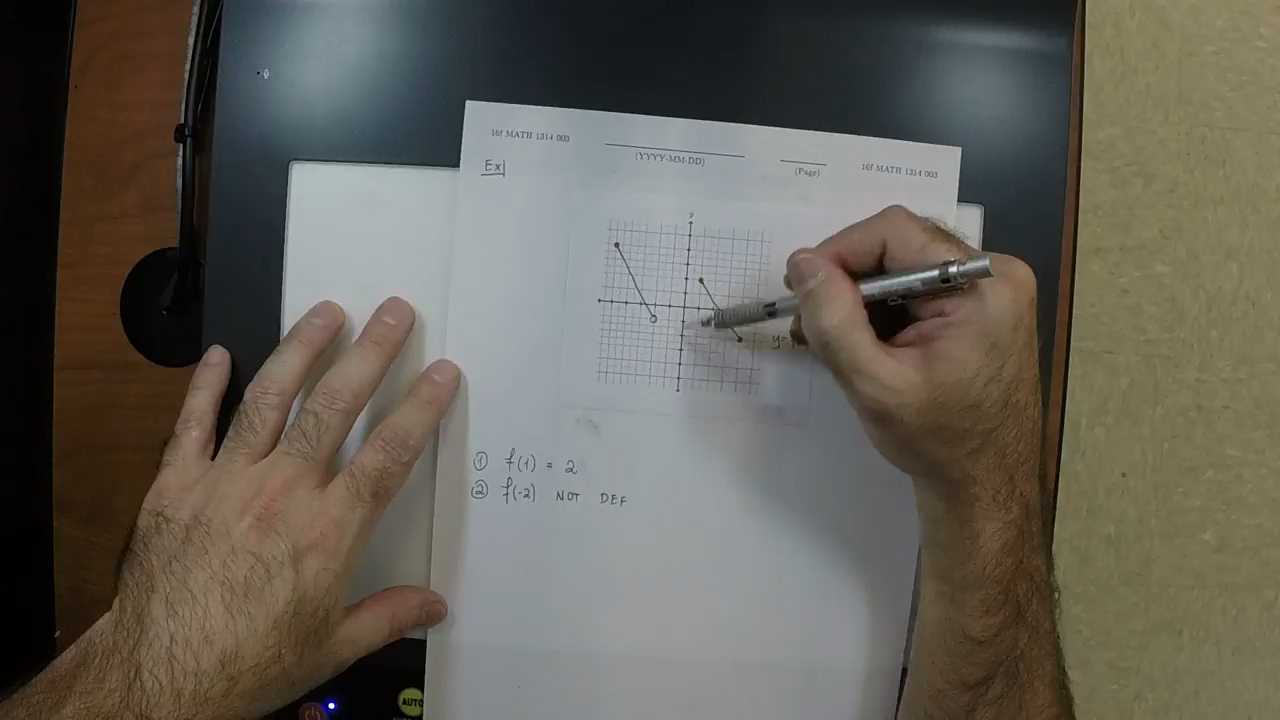 16f MATH 1314 003
(YYYY-MM-DD)
(Page)
16f MATH 1314 003
Ex
y
y=
① f(1) = 2
② f(-2) NOT DEF
AUTO